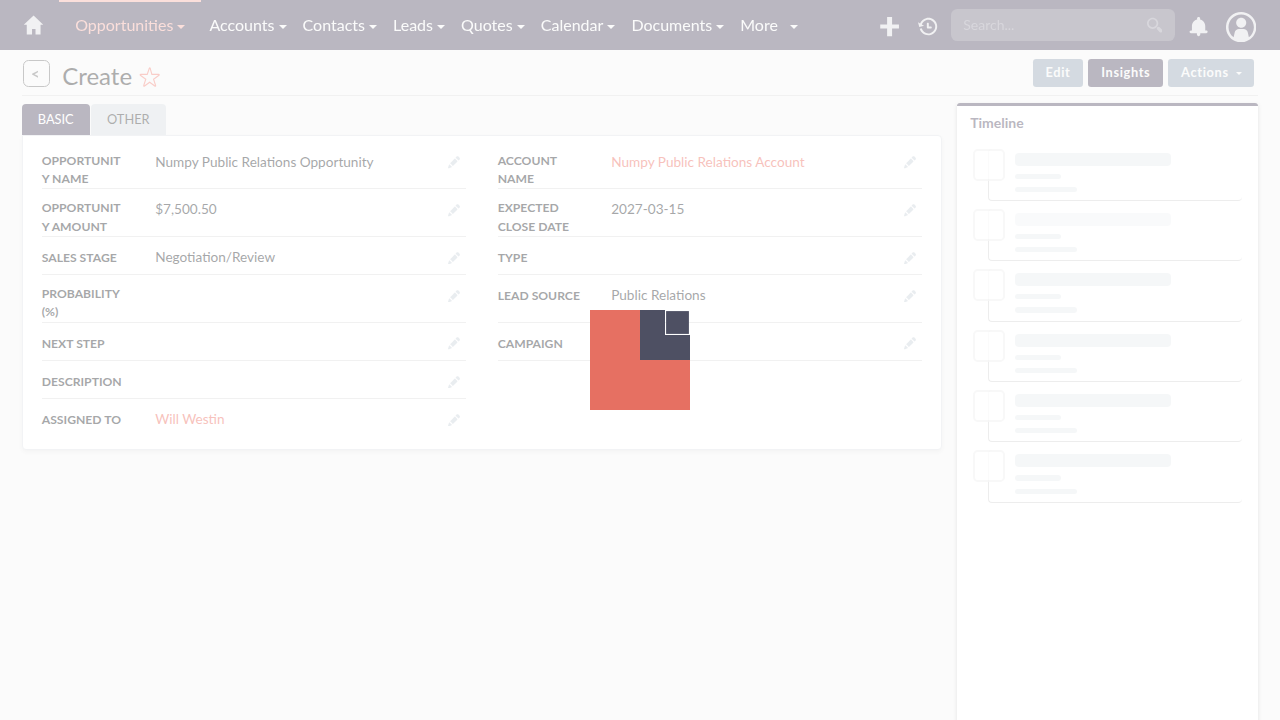 Opportunities Accounts Contacts Leads Quotes Calendar Documents More Search...
< Create Edit Insights Actions
BASIC OTHER
Timeline
OPPORTUNIT
Y NAME
Numpy Public Relations Opportunity
ACCOUNT
NAME
Numpy Public Relations Account
OPPORTUNIT
Y AMOUNT
$7,500.50
EXPECTED
CLOSE DATE
2027-03-15
SALES STAGE Negotiation/Review
TYPE
PROBABILITY
(%)
LEAD SOURCE Public Relations
NEXT STEP
CAMPAIGN
DESCRIPTION
ASSIGNED TO Will Westin